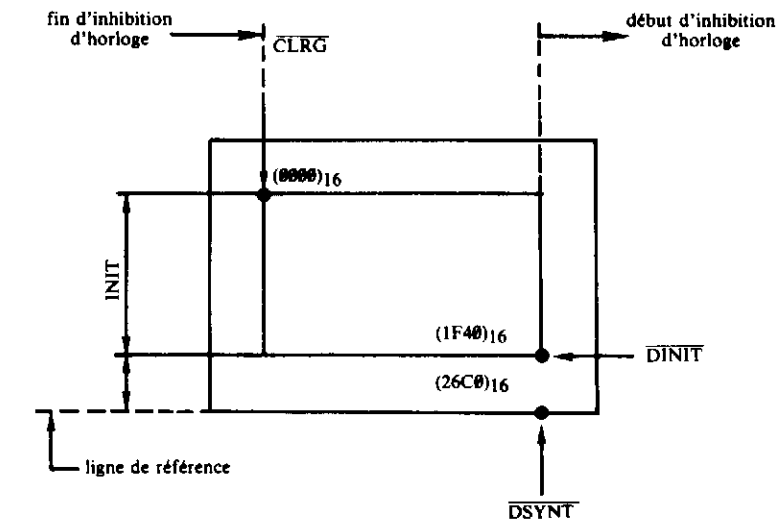 fin d'inhibition
d'horloge
CLRG
début d'inhibition
d'horloge
(0000)16
INIT
(1F40)16
DINIT
(26C0)16
ligne de référence
DSYNT